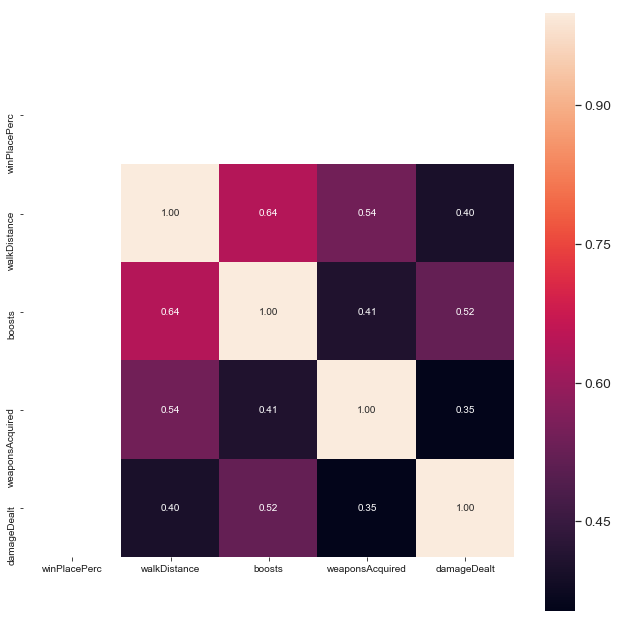 winPlacePerc
walkDistance 1.00 0.64 0.54 0.40
boosts 0.64 1.00 0.41 0.52
weaponsAcquired 0.54 0.41 1.00 0.35
damageDealt 0.40 0.52 0.35 1.00
winPlacePerc walkDistance boosts weaponsAcquired damageDealt
0.90
0.75
0.60
0.45